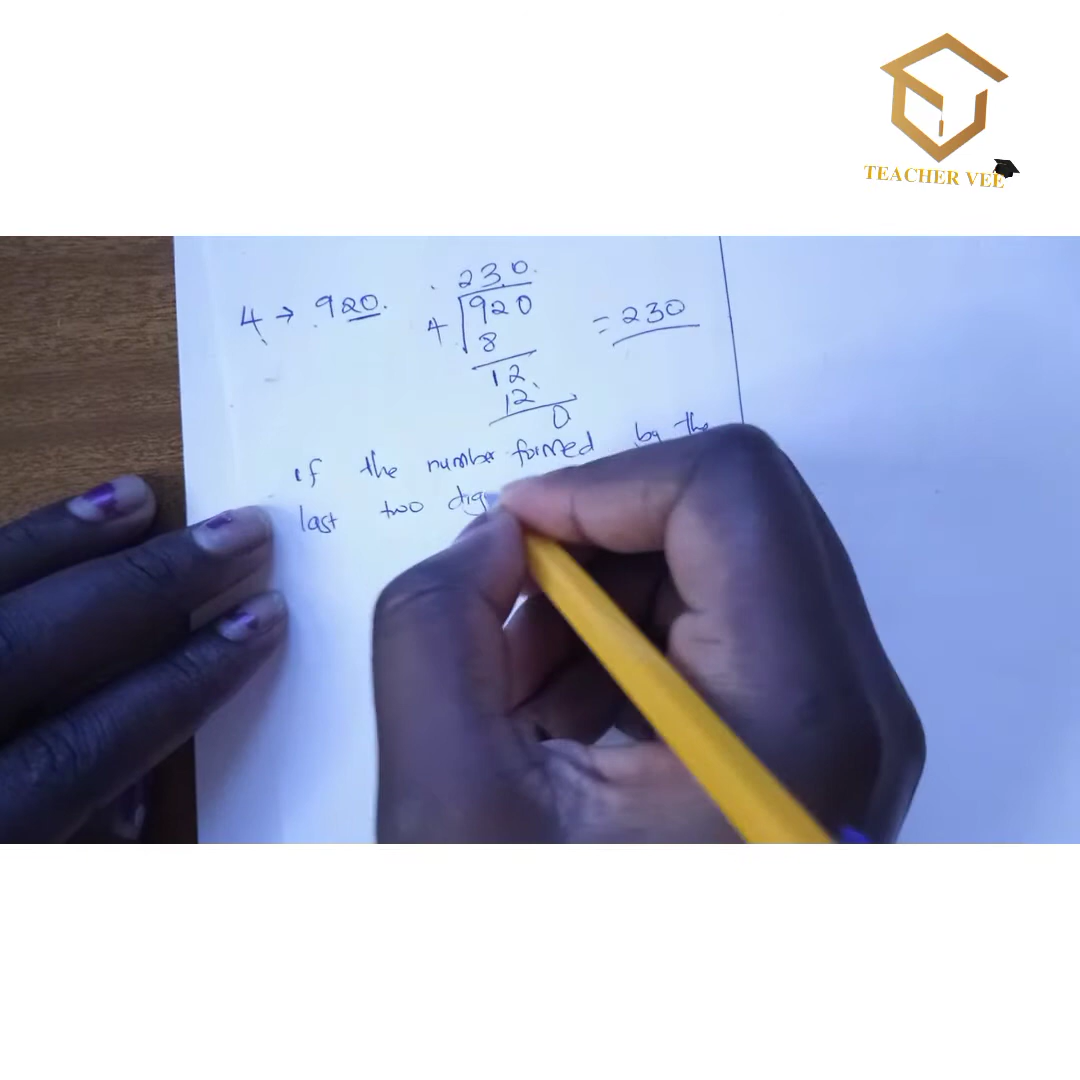 TEACHER VEE
4 → 920.
230.
4 920
8
12
12
0
= 230
if the number formed by the
last two dig